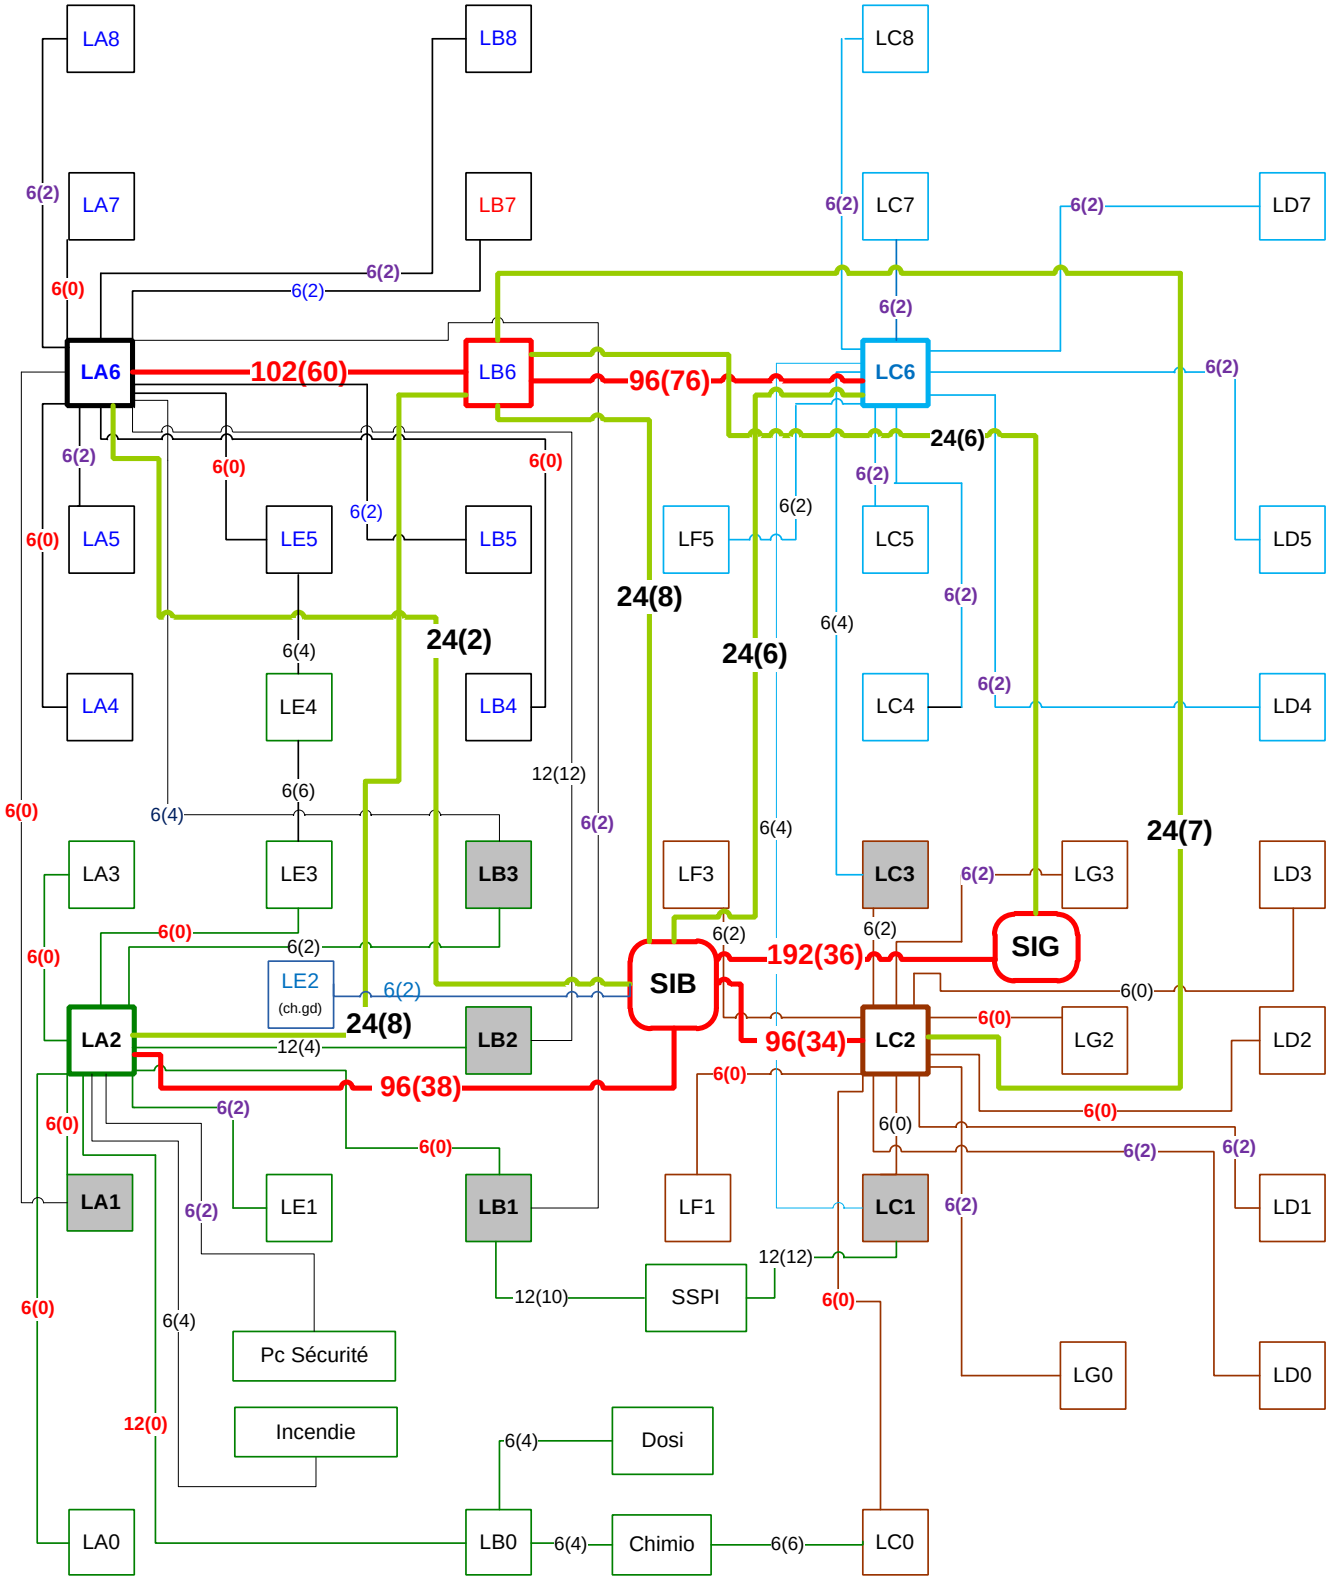 LA8
LB8
LC8
6(2)
LA7
LB7
6(2)
LC7
6(2)
LD7
6(0)
6(2)
6(2)
6(2)
LA6
102(60)
LB6
96(76)
LC6
6(2)
6(2)
6(0)
6(0)
24(6)
6(2)
6(0)
LA5
LE5
6(2)
LB5
LF5
6(2)
LC5
LD5
24(8)
6(2)
6(4)
24(2)
6(4)
24(6)
6(2)
LA4
LE4
LB4
LC4
LD4
12(12)
6(0)
6(4)
6(6)
6(2)
6(4)
24(7)
LA3
LE3
LB3
LF3
LC3
6(2)
LG3
LD3
6(0)
6(0)
6(2)
6(2)
6(2)
192(36)
SIG
LE2
(ch.gd)
6(2)
SIB
6(0)
24(8)
LA2
12(4)
LB2
96(34)
LC2
6(0)
LG2
LD2
96(38)
6(0)
6(0)
6(2)
6(0)
6(0)
6(0)
6(2)
6(2)
LA1
6(2)
LE1
LB1
LF1
LC1
6(2)
LD1
12(12)
12(10)
SSPI
6(0)
6(0)
6(4)
Pc Sécurité
LG0
LD0
12(0)
Incendie
6(4)
Dosi
LA0
LB0
6(4)
Chimio
6(6)
LC0